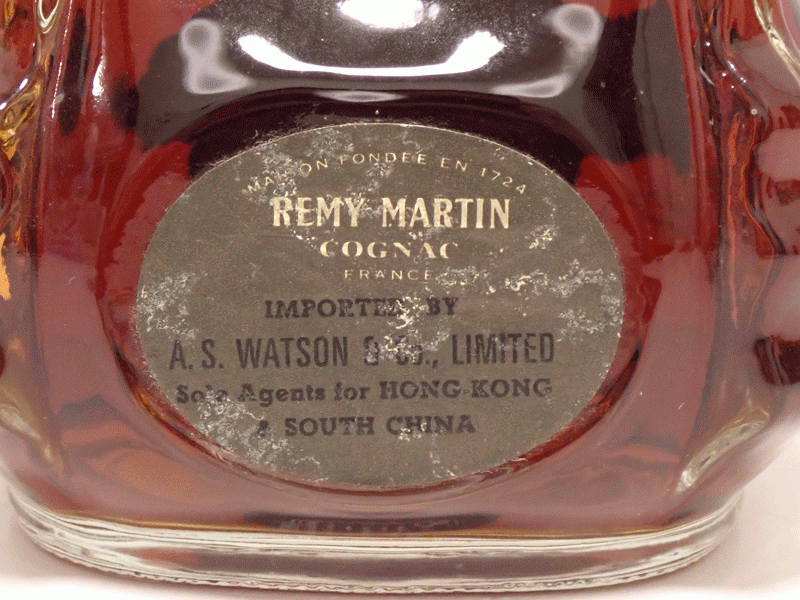 MAISON FONDEE EN 1724
REMY MARTIN
COGNAC
FRANCE
IMPORTED BY
A. S. WATSON & Co., LIMITED
Sole Agents for HONG KONG
& SOUTH CHINA